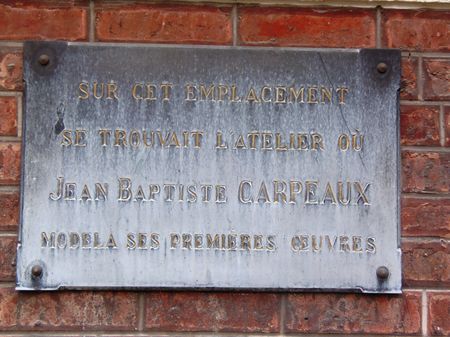 SUR CET EMPLACEMENT
SE TROUVAIT L'ATELIER OÙ
JEAN BAPTISTE CARPEAUX
MODELA SES PREMIÈRES ŒUVRES